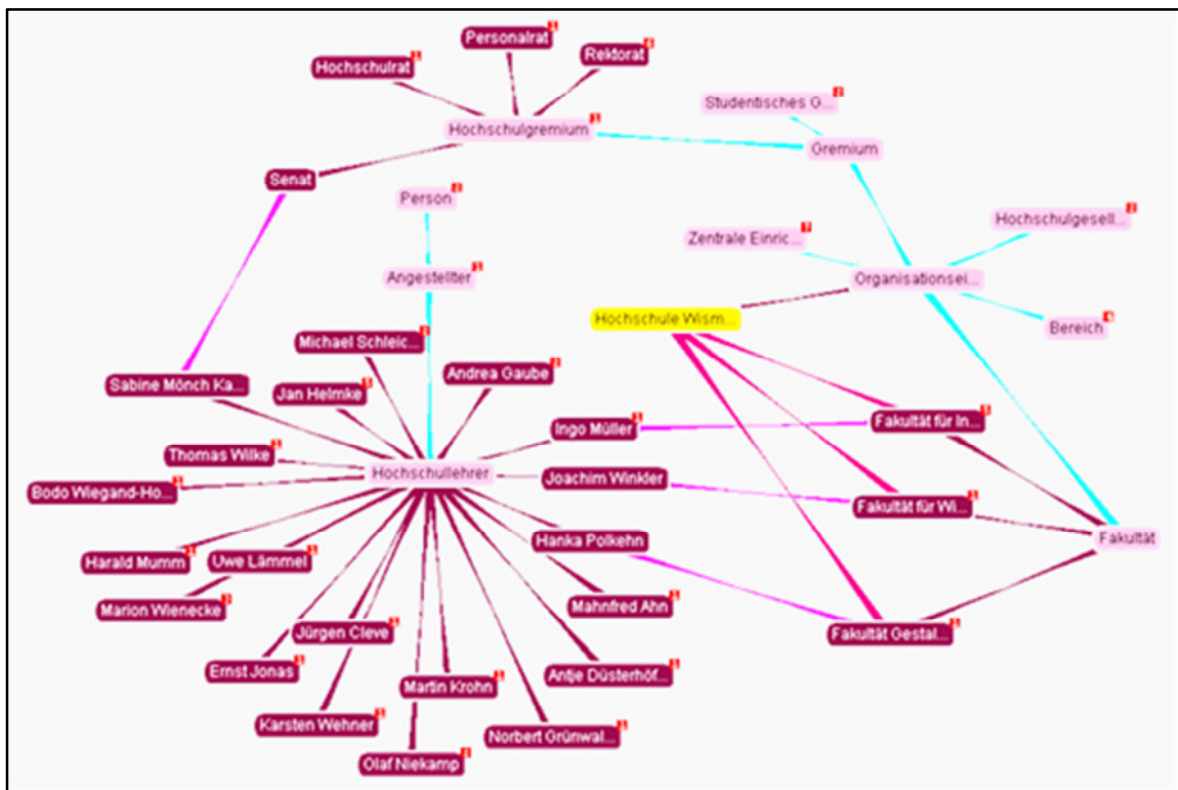 Personalrat
Rektorat
Hochschulrat
Studentisches G...
Hochschulgremium
Gremium
Senat
Person
Hochschulgesell...
Zentrale Einric...
Angestellter
Organisationsei...
Hochschule Wism...
Bereich
Michael Schleic...
Andrea Gaube
Sabine Mönch Ka...
Jan Helmke
Ingo Müller
Fakultät für In...
Thomas Wilke
Hochschullehrer
Joachim Winkler
Bodo Wiegand-Ho...
Fakultät für Wi...
Hanka Polkehn
Fakultät
Harald Mumm
Uwe Lämmel
Marion Wienecke
Mahnfred Ahn
Jürgen Cleve
Fakultät Gestal...
Ernst Jonas
Antje Düsterhöf...
Martin Krohn
Karsten Wehner
Norbert Grünwal...
Olaf Niekamp